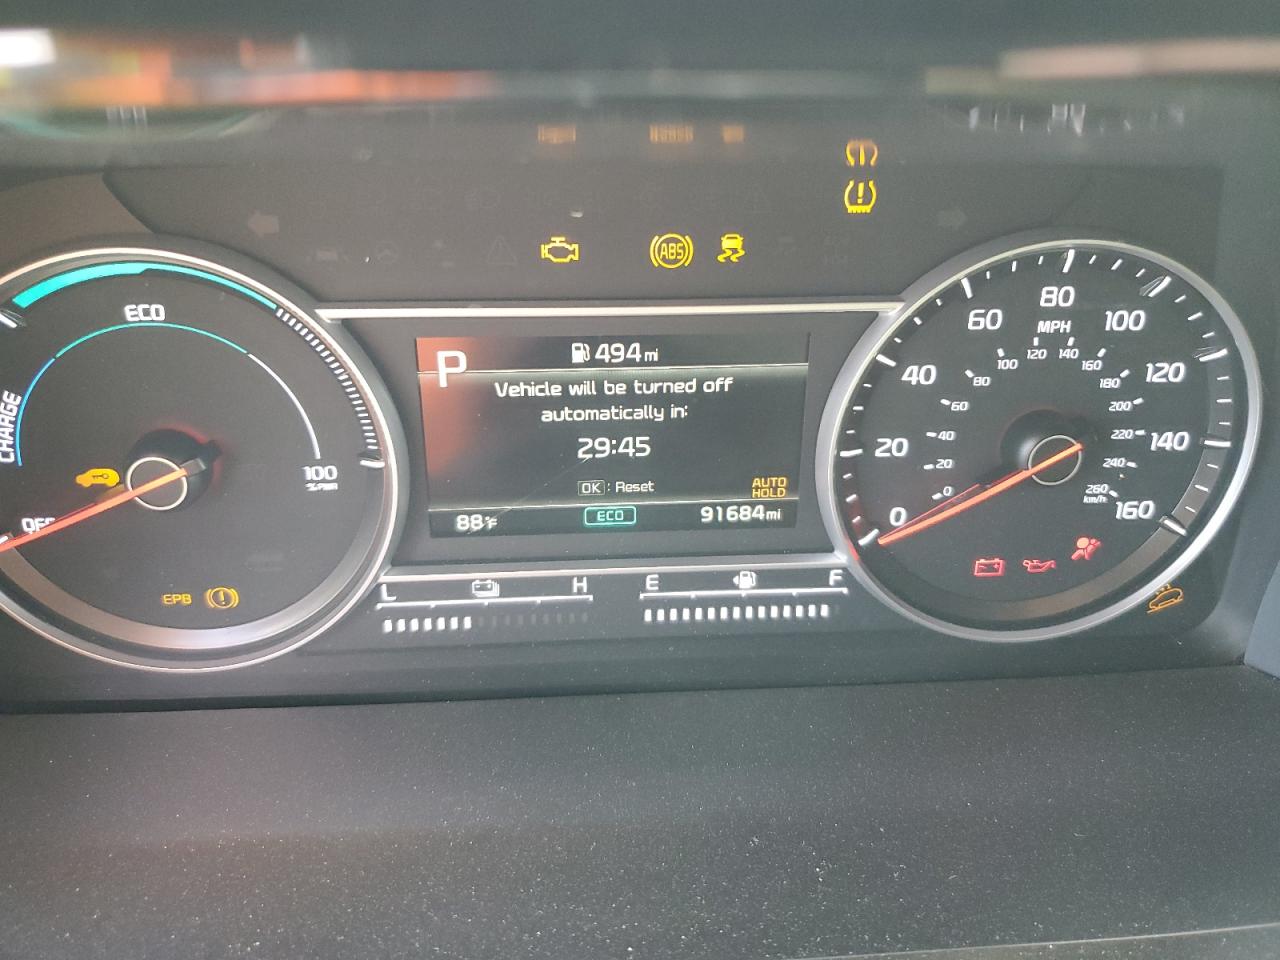 ABS
ECO
CHARGE
100
%PWR
EPB
P
494 mi
Vehicle will be turned off
automatically in:
29:45
OK : Reset
AUTO
HOLD
88°F
ECO
91684 mi
L H
E F
0 20 40 60 80 100 120 140 160
MPH
0 20 40 60 80 100 120 140 160 180 200 220 240 260
km/h